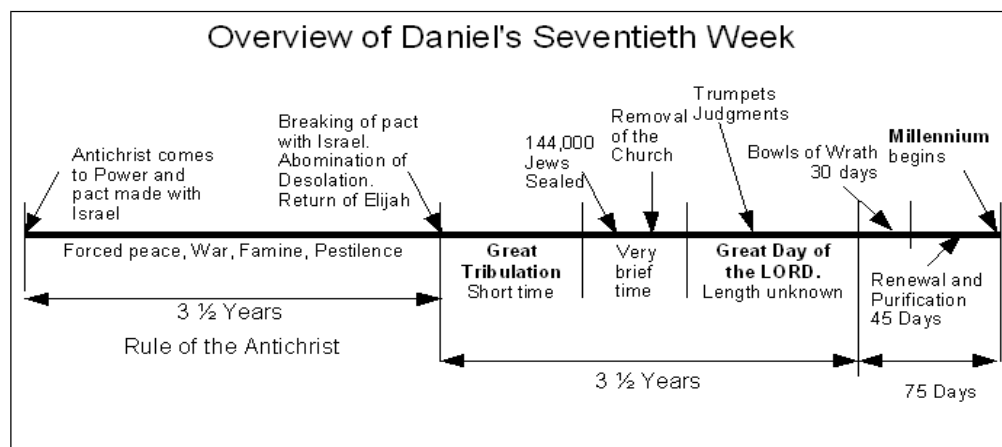 Overview of Daniel's Seventieth Week
Antichrist comes
to Power and
pact made with
Israel
Breaking of pact
with Israel.
Abomination of
Desolation.
Return of Elijah
144,000
Jews
Sealed
Removal
of the
Church
Trumpets
Judgments
Bowls of Wrath
30 days
Millennium
begins
Forced peace, War, Famine, Pestilence
Great
Tribulation
Short time
Very
brief
time
Great Day of
the LORD.
Length unknown
Renewal and
Purification
45 Days
3 ½ Years
Rule of the Antichrist
3 ½ Years
75 Days